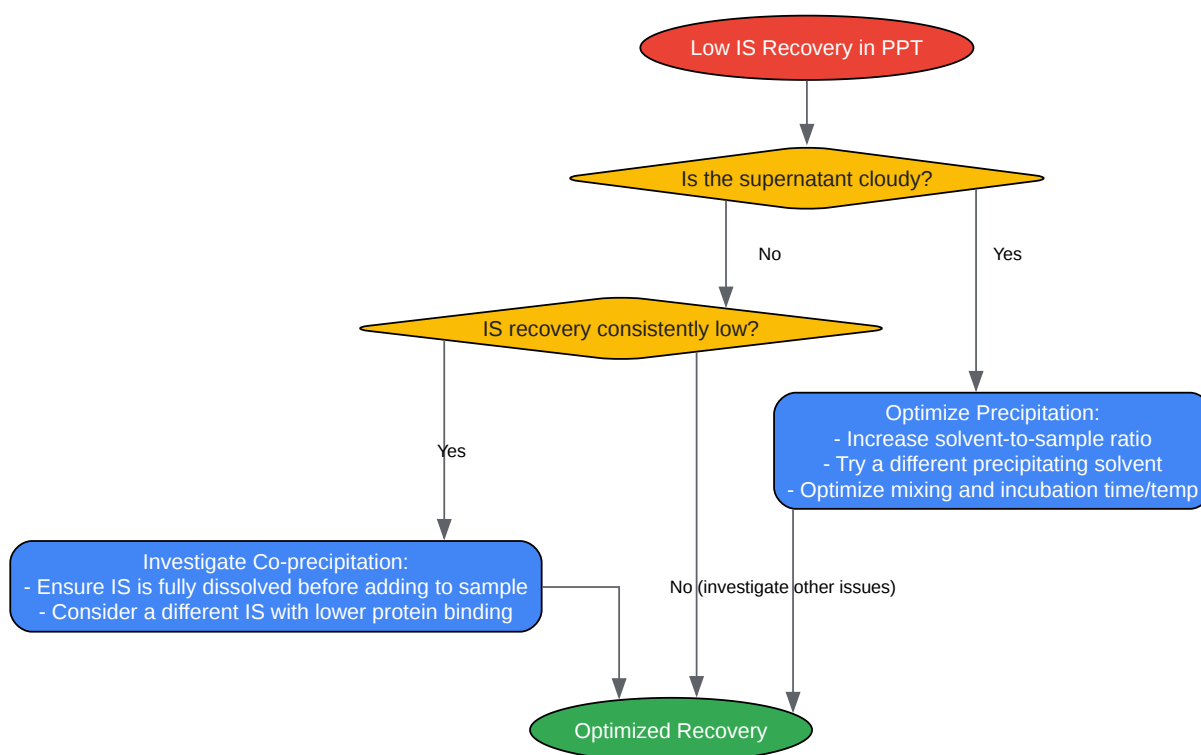 Low IS Recovery in PPT
Is the supernatant cloudy?
No
Yes
IS recovery consistently low?
Optimize Precipitation:
- Increase solvent-to-sample ratio
- Try a different precipitating solvent
- Optimize mixing and incubation time/temp
Yes
Investigate Co-precipitation:
- Ensure IS is fully dissolved before adding to sample
- Consider a different IS with lower protein binding
No (investigate other issues)
Optimized Recovery